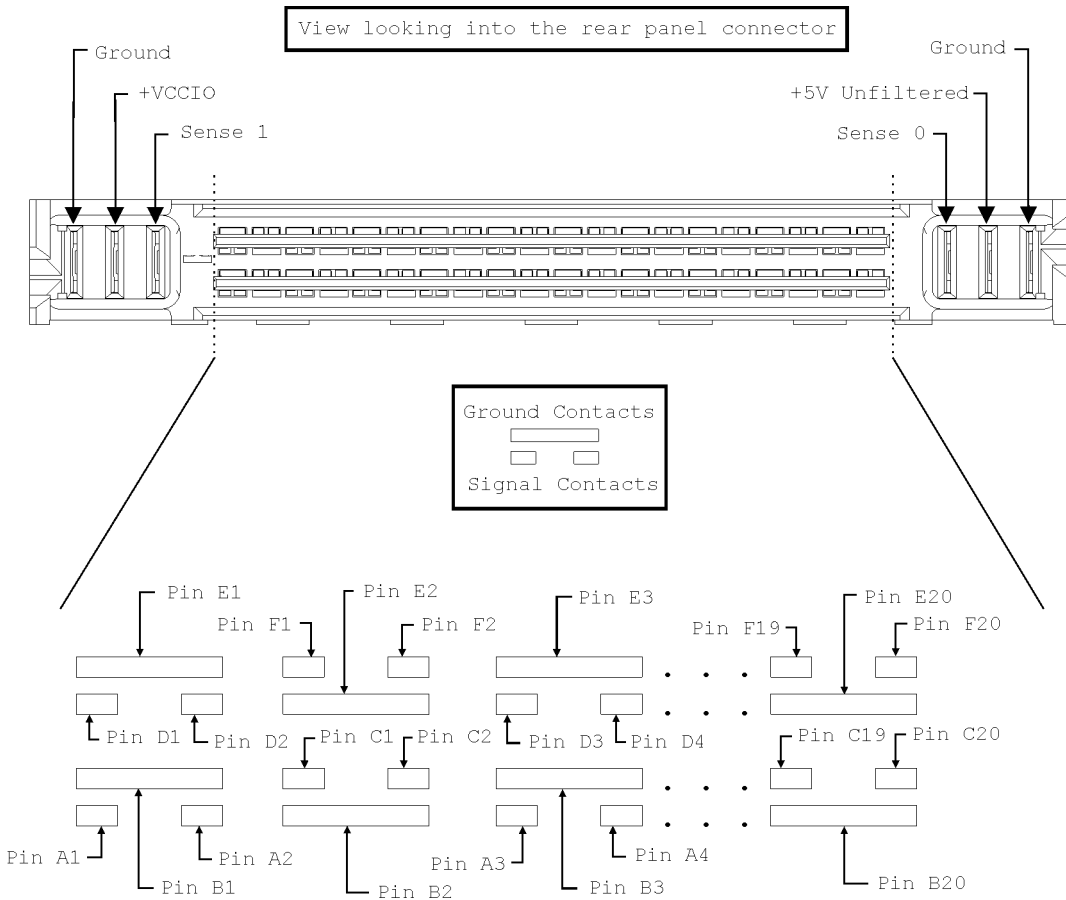 View looking into the rear panel connector
Ground
Ground
+VCCIO
+5V Unfiltered
Sense 1
Sense 0
Ground Contacts
Signal Contacts
Pin E1
Pin E2
Pin E3
Pin E20
Pin F1
Pin F2
Pin F19
Pin F20
Pin D1
Pin D2
Pin C1
Pin C2
Pin D3
Pin D4
Pin C19
Pin C20
Pin A1
Pin A2
Pin A3
Pin A4
Pin B1
Pin B2
Pin B3
Pin B20